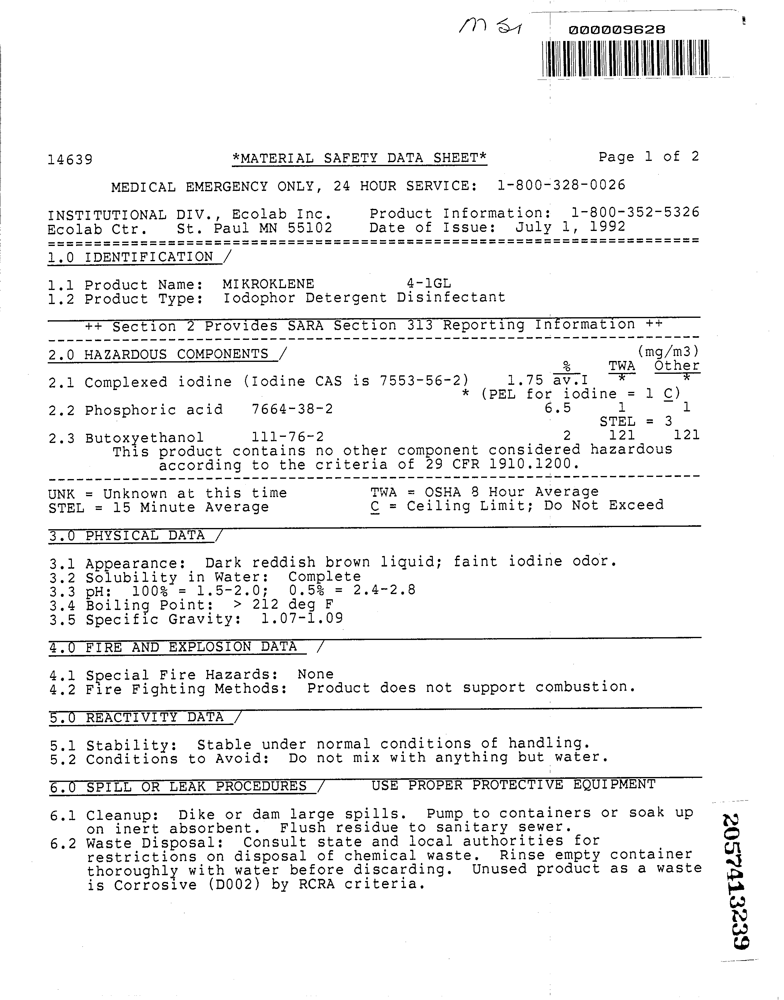 M S1
000009628
14639 *MATERIAL SAFETY DATA SHEET* Page 1 of 2
MEDICAL EMERGENCY ONLY, 24 HOUR SERVICE: 1-800-328-0026
INSTITUTIONAL DIV., Ecolab Inc. Product Information: 1-800-352-5326
Ecolab Ctr. St. Paul MN 55102 Date of Issue: July 1, 1992
1.0 IDENTIFICATION /
1.1 Product Name: MIKROKLENE 4-1GL
1.2 Product Type: Iodophor Detergent Disinfectant
++ Section 2 Provides SARA Section 313 Reporting Information ++
2.0 HAZARDOUS COMPONENTS / (mg/m3)
% TWA Other
2.1 Complexed iodine (Iodine CAS is 7553-56-2) 1.75 av.I * *
* (PEL for iodine = 1 C)
2.2 Phosphoric acid 7664-38-2 6.5 1 1
STEL = 3
2.3 Butoxyethanol 111-76-2 2 121 121
This product contains no other component considered hazardous
according to the criteria of 29 CFR 1910.1200.
UNK = Unknown at this time TWA = OSHA 8 Hour Average
STEL = 15 Minute Average C = Ceiling Limit; Do Not Exceed
3.0 PHYSICAL DATA /
3.1 Appearance: Dark reddish brown liquid; faint iodine odor.
3.2 Solubility in Water: Complete
3.3 pH: 100% = 1.5-2.0; 0.5% = 2.4-2.8
3.4 Boiling Point: > 212 deg F
3.5 Specific Gravity: 1.07-1.09
4.0 FIRE AND EXPLOSION DATA /
4.1 Special Fire Hazards: None
4.2 Fire Fighting Methods: Product does not support combustion.
5.0 REACTIVITY DATA /
5.1 Stability: Stable under normal conditions of handling.
5.2 Conditions to Avoid: Do not mix with anything but water.
6.0 SPILL OR LEAK PROCEDURES / USE PROPER PROTECTIVE EQUIPMENT
6.1 Cleanup: Dike or dam large spills. Pump to containers or soak up
on inert absorbent. Flush residue to sanitary sewer.
6.2 Waste Disposal: Consult state and local authorities for
restrictions on disposal of chemical waste. Rinse empty container
thoroughly with water before discarding. Unused product as a waste
is Corrosive (D002) by RCRA criteria.
2057413239